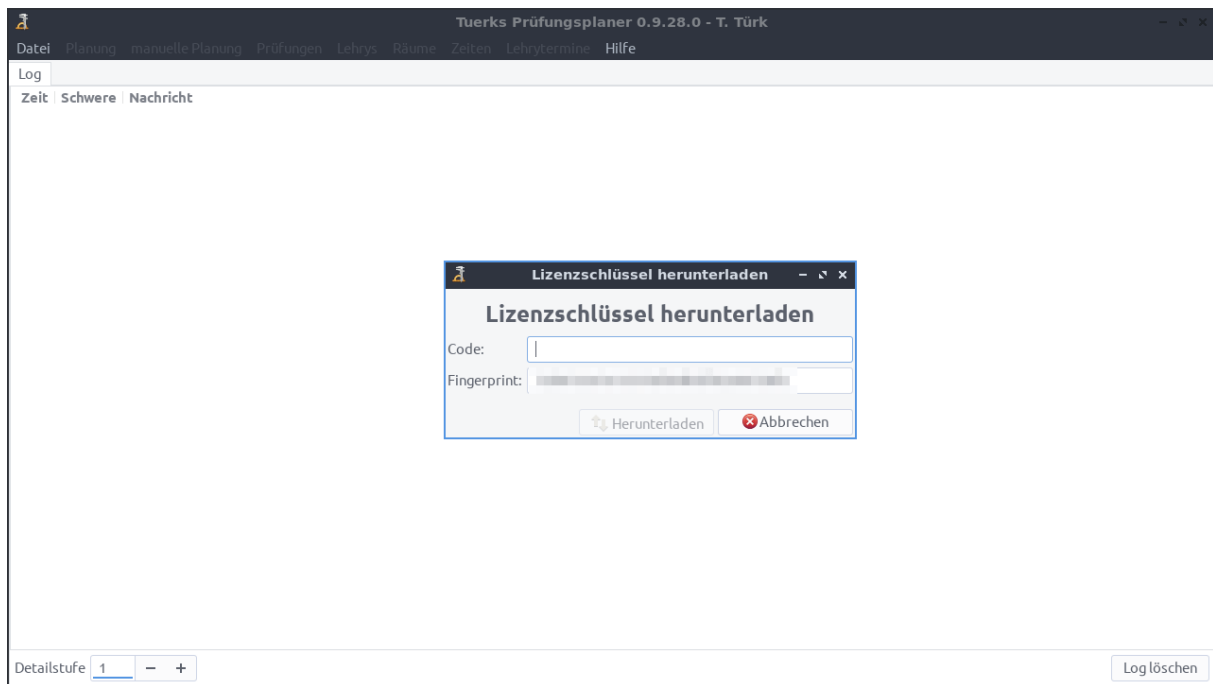 Tuerks Prüfungsplaner 0.9.28.0 - T. Türk
Datei Planung manuelle Planung Prüfungen Lehrys Räume Zeiten Lehrytermine Hilfe
Log
Zeit Schwere Nachricht
Lizenzschlüssel herunterladen
Lizenzschlüssel herunterladen
Code:
Fingerprint:
Herunterladen Abbrechen
Detailstufe 1 − + Log löschen